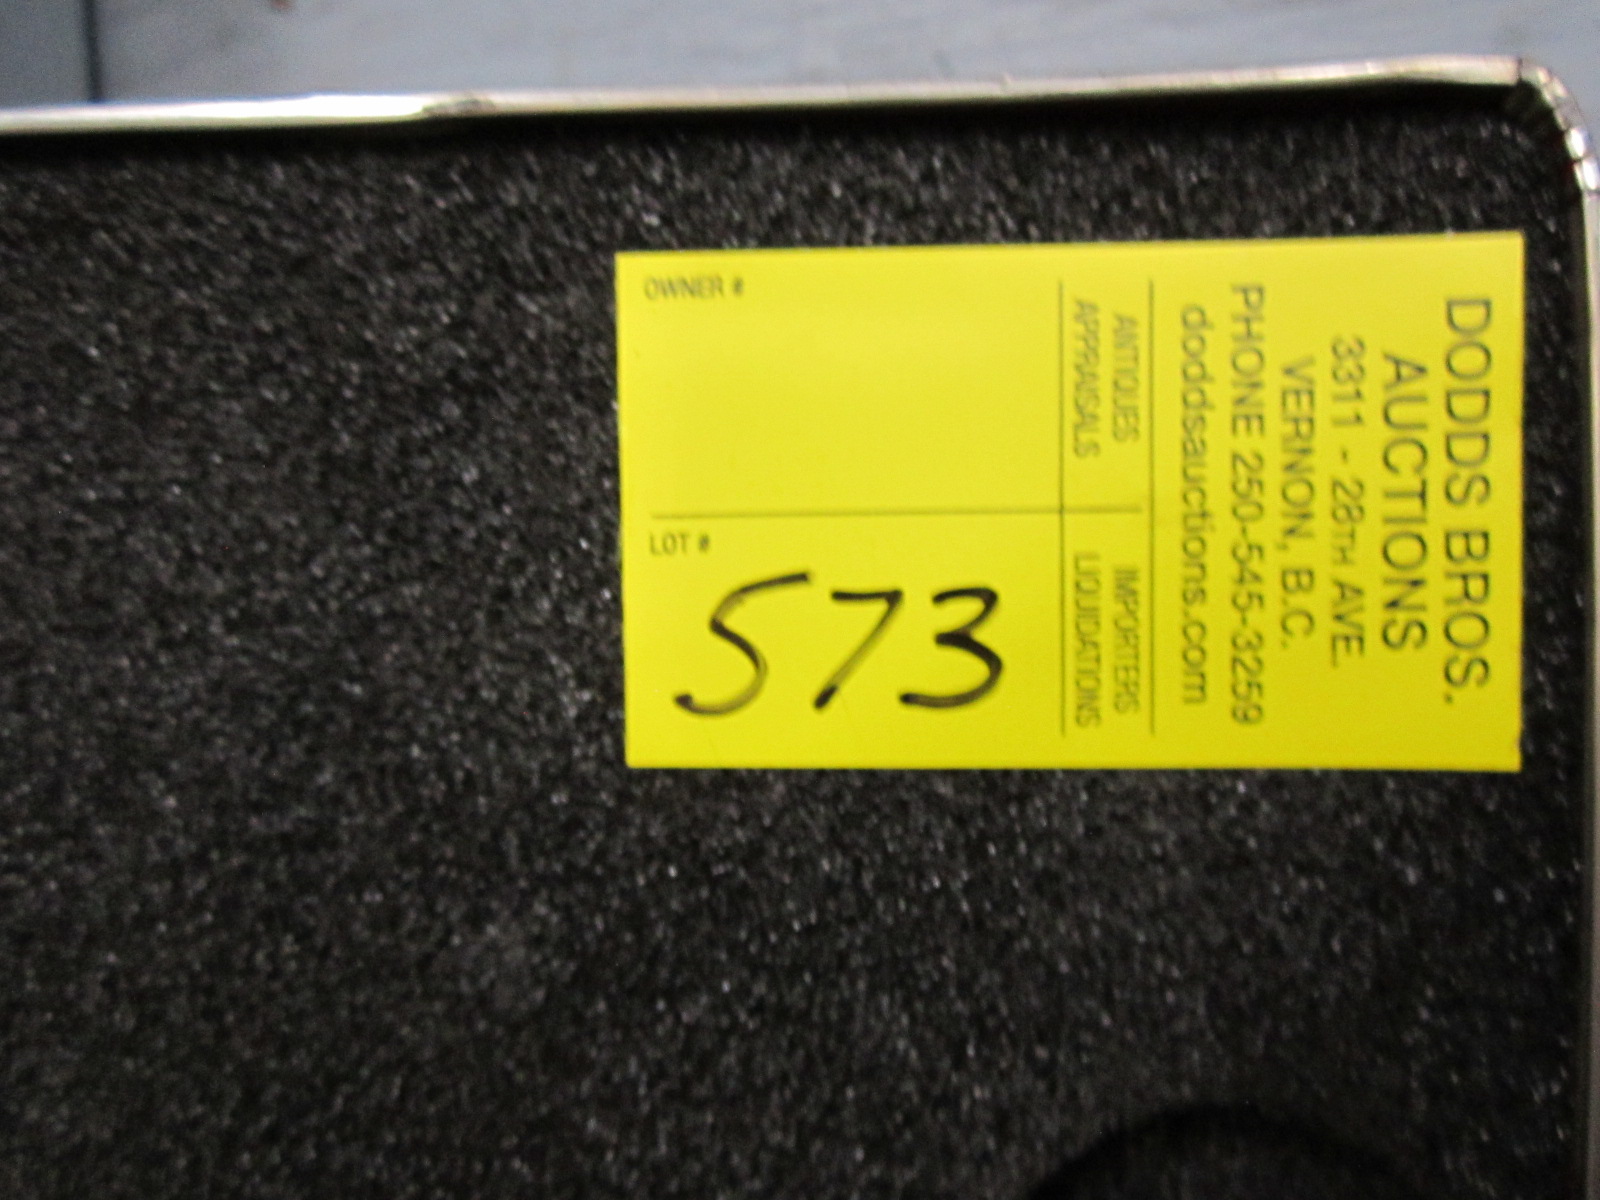 DODDS BROS.
AUCTIONS
3311 - 28TH AVE.
VERNON, B.C.
PHONE 250-545-3259
doddsauctions.com
ANTIQUES
APPRAISALS
IMPORTERS
LIQUIDATIONS
OWNER #
LOT #
573